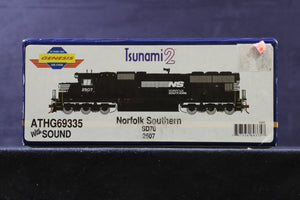 GENESIS
Tsunami2
2507
NS
ATHG69335
with SOUND
Norfolk Southern
SD70
2507